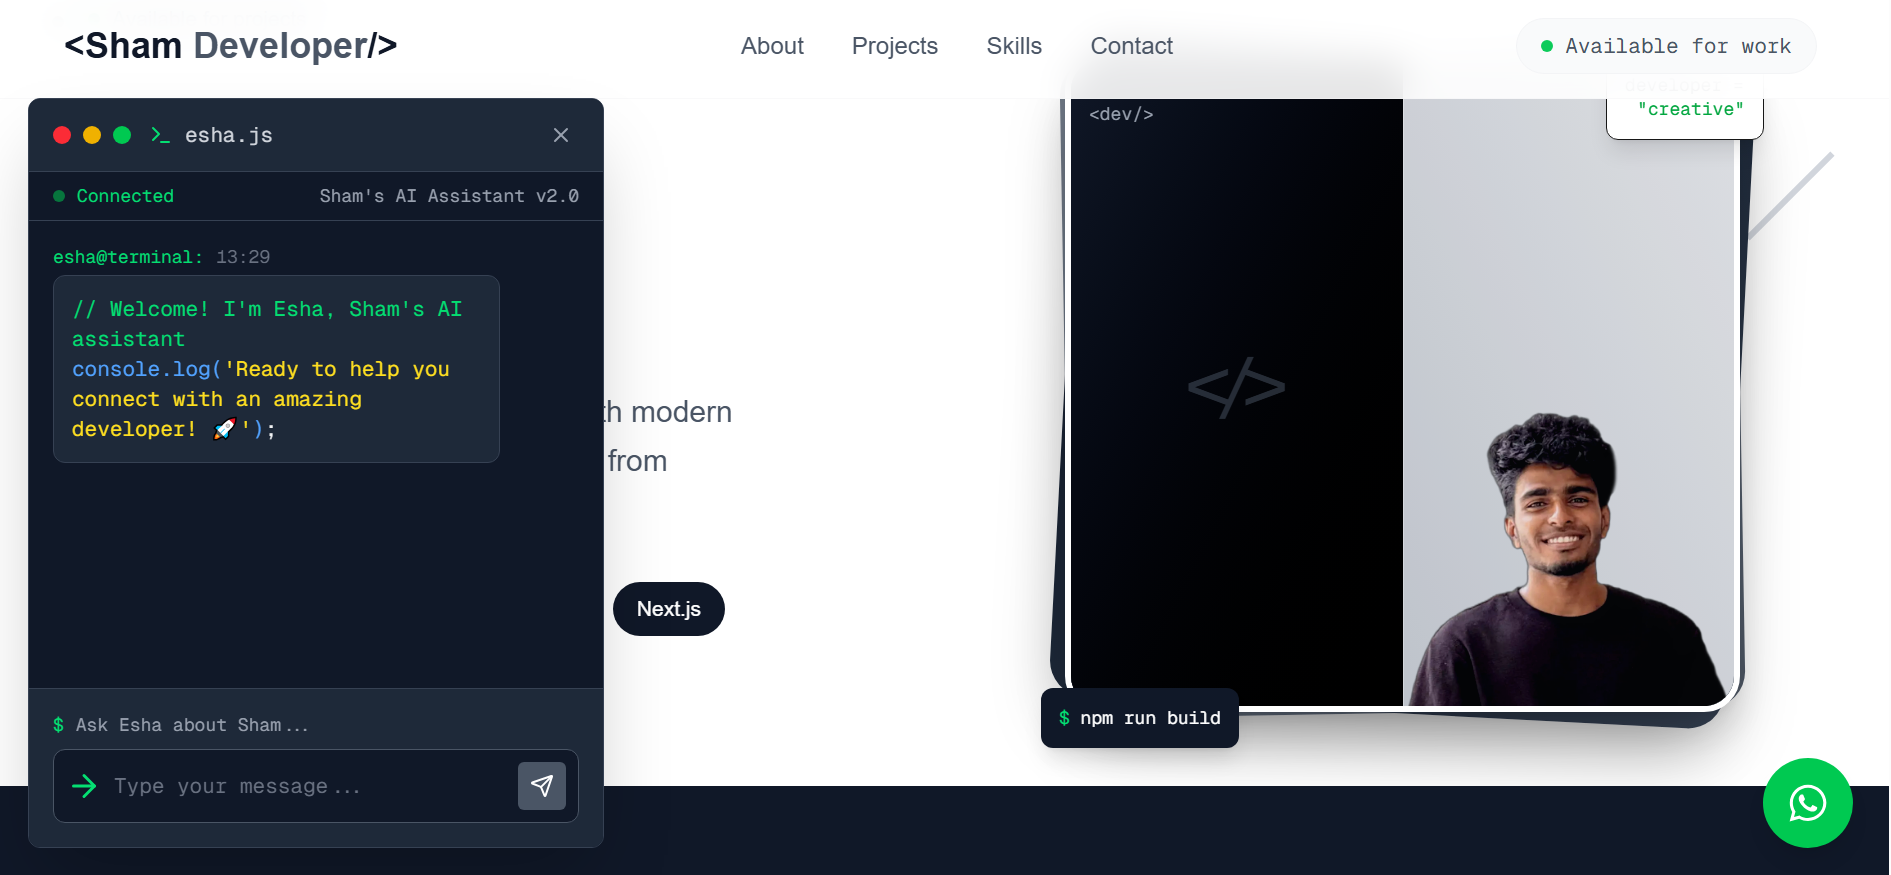 <Sham Developer/>
About
Projects
Skills
Contact
Available for work
esha.js
Connected
Sham's AI Assistant v2.0
esha@terminal: 13:29
// Welcome! I'm Esha, Sham's AI
assistant
console.log('Ready to help you
connect with an amazing
developer! 🚀');
$ Ask Esha about Sham...
Type your message...
modern
from
Next.js
<dev/>
developer =
"creative"
</>
$ npm run build